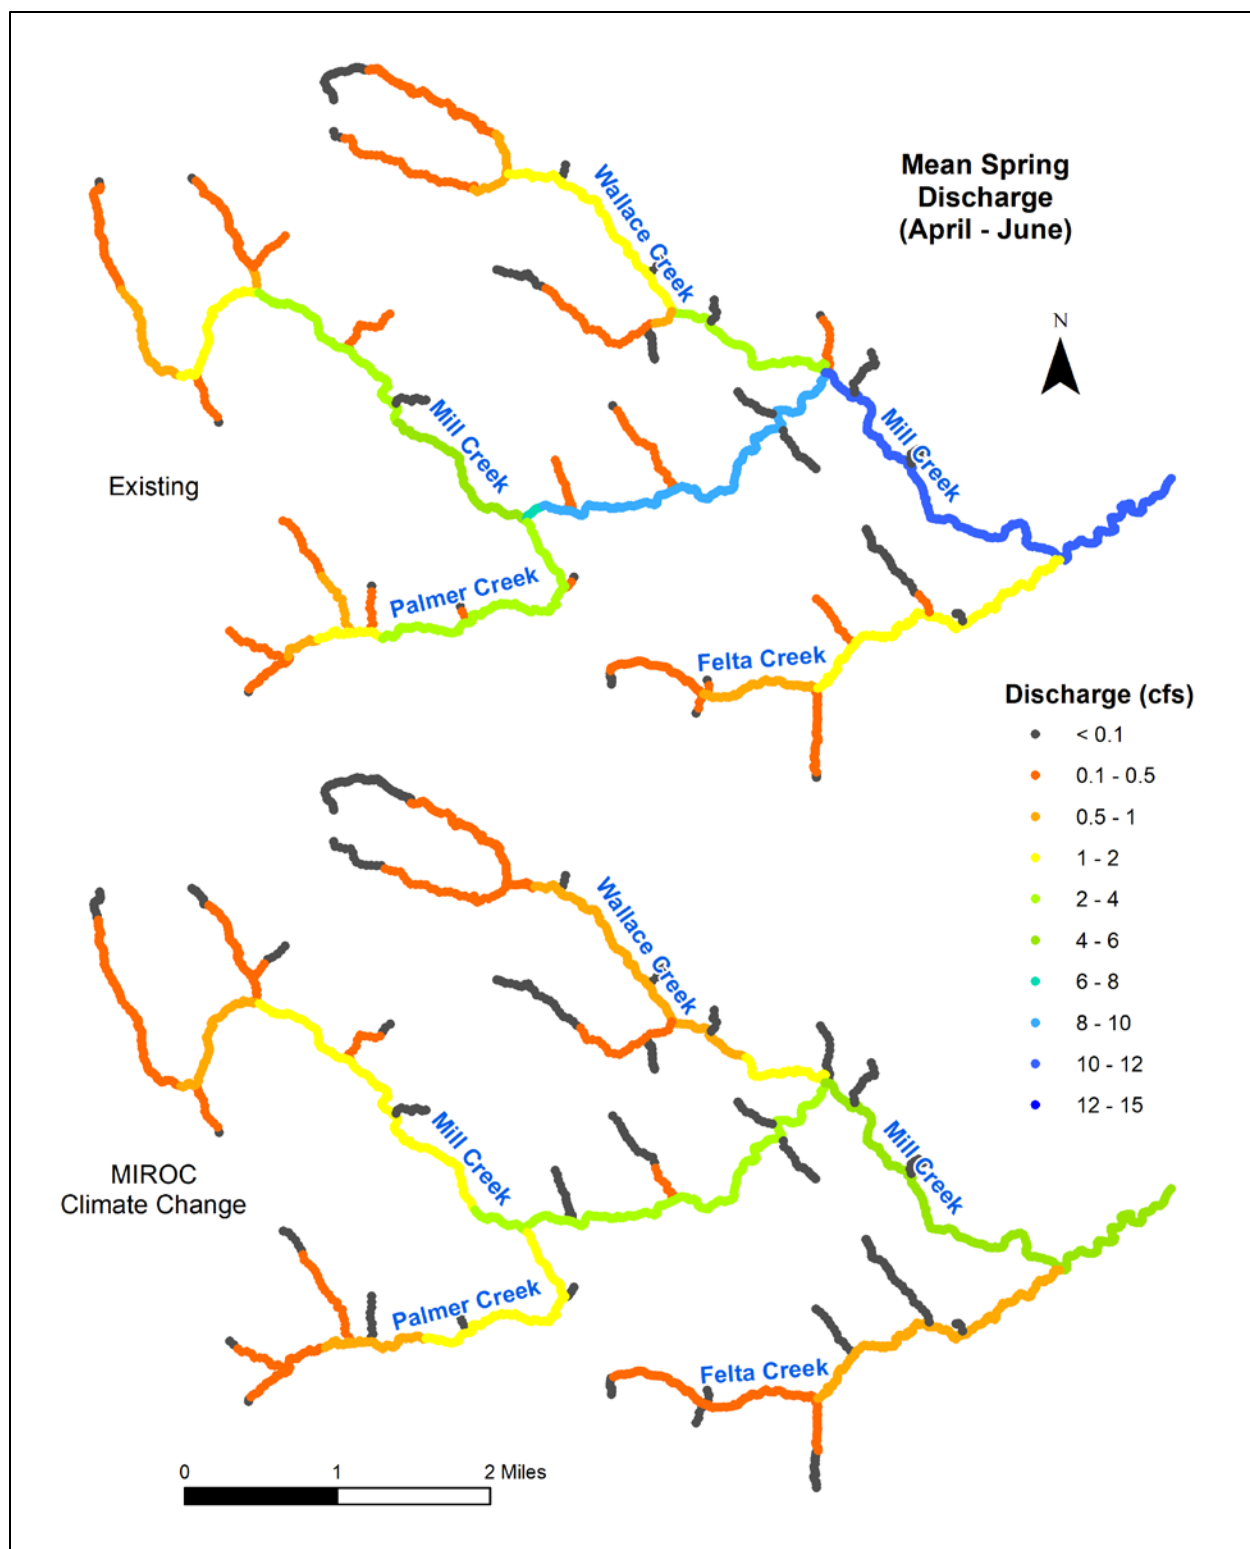 Mean Spring
Discharge
(April - June)
Wallace Creek
N
Mill Creek
Mill Creek
Existing
Palmer Creek
Felta Creek
Discharge (cfs)
< 0.1
0.1 - 0.5
0.5 - 1
1 - 2
2 - 4
4 - 6
6 - 8
8 - 10
10 - 12
12 - 15
Wallace Creek
Mill Creek
Mill Creek
MIROC
Climate Change
Palmer Creek
Felta Creek
0 1 2 Miles